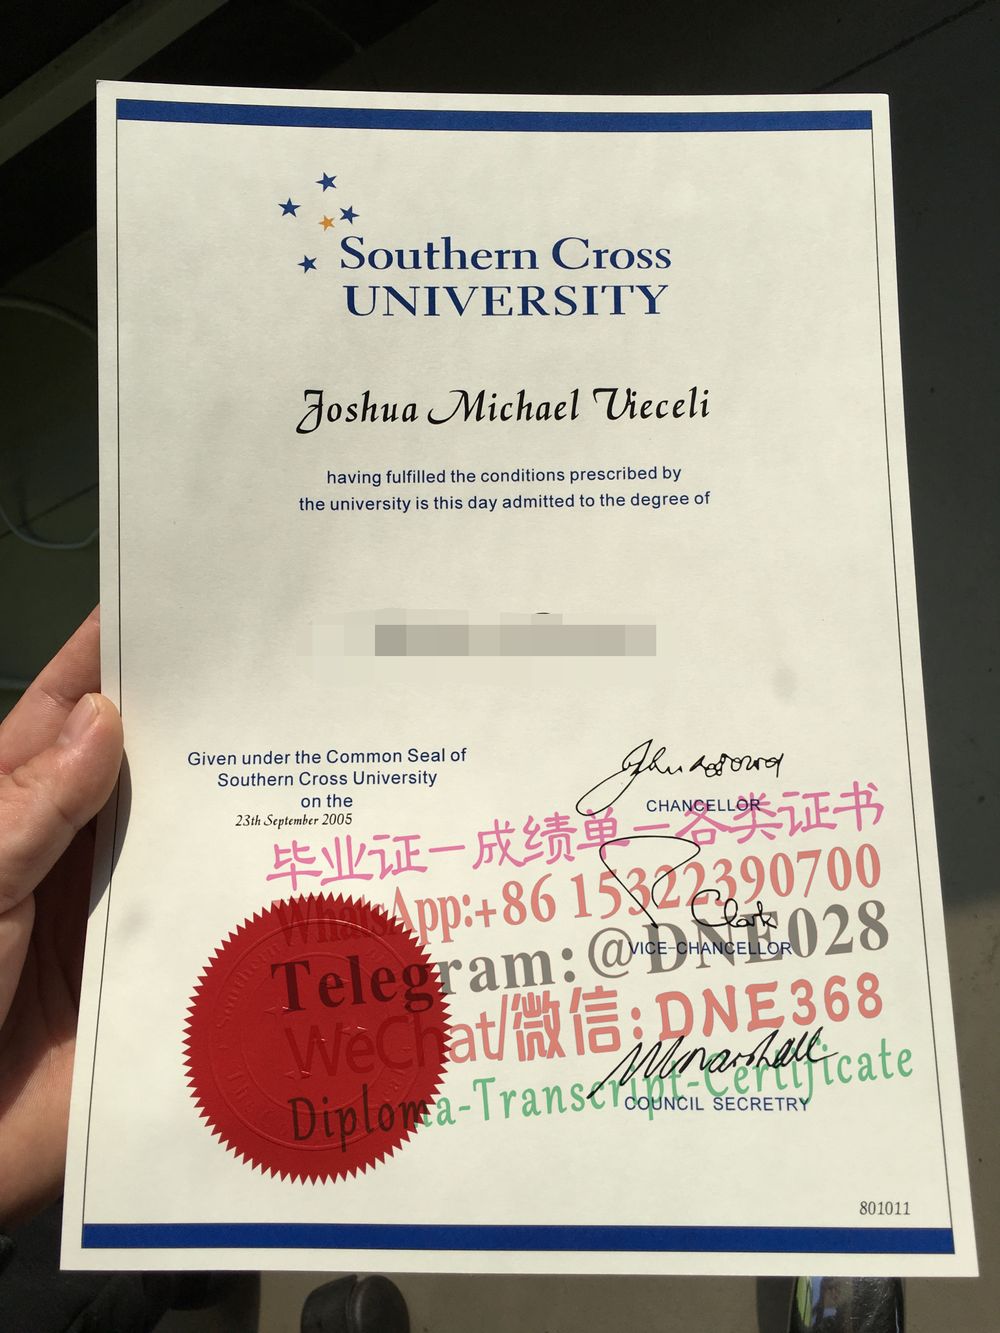 Southern Cross
UNIVERSITY
Joshua Michael Vieceli
having fulfilled the conditions prescribed by
the university is this day admitted to the degree of
Given under the Common Seal of
Southern Cross University
on the
23th September 2005
CHANCELLOR
毕业证一成绩单一各类证书
WhatsApp:+86 15322390700
Clark
VICE-CHANCELLOR
Telegram:@DNE028
WeChat/微信:DNE368
Marshall
COUNCIL SECRETRY
Diploma-Transcript-Certificate
801011